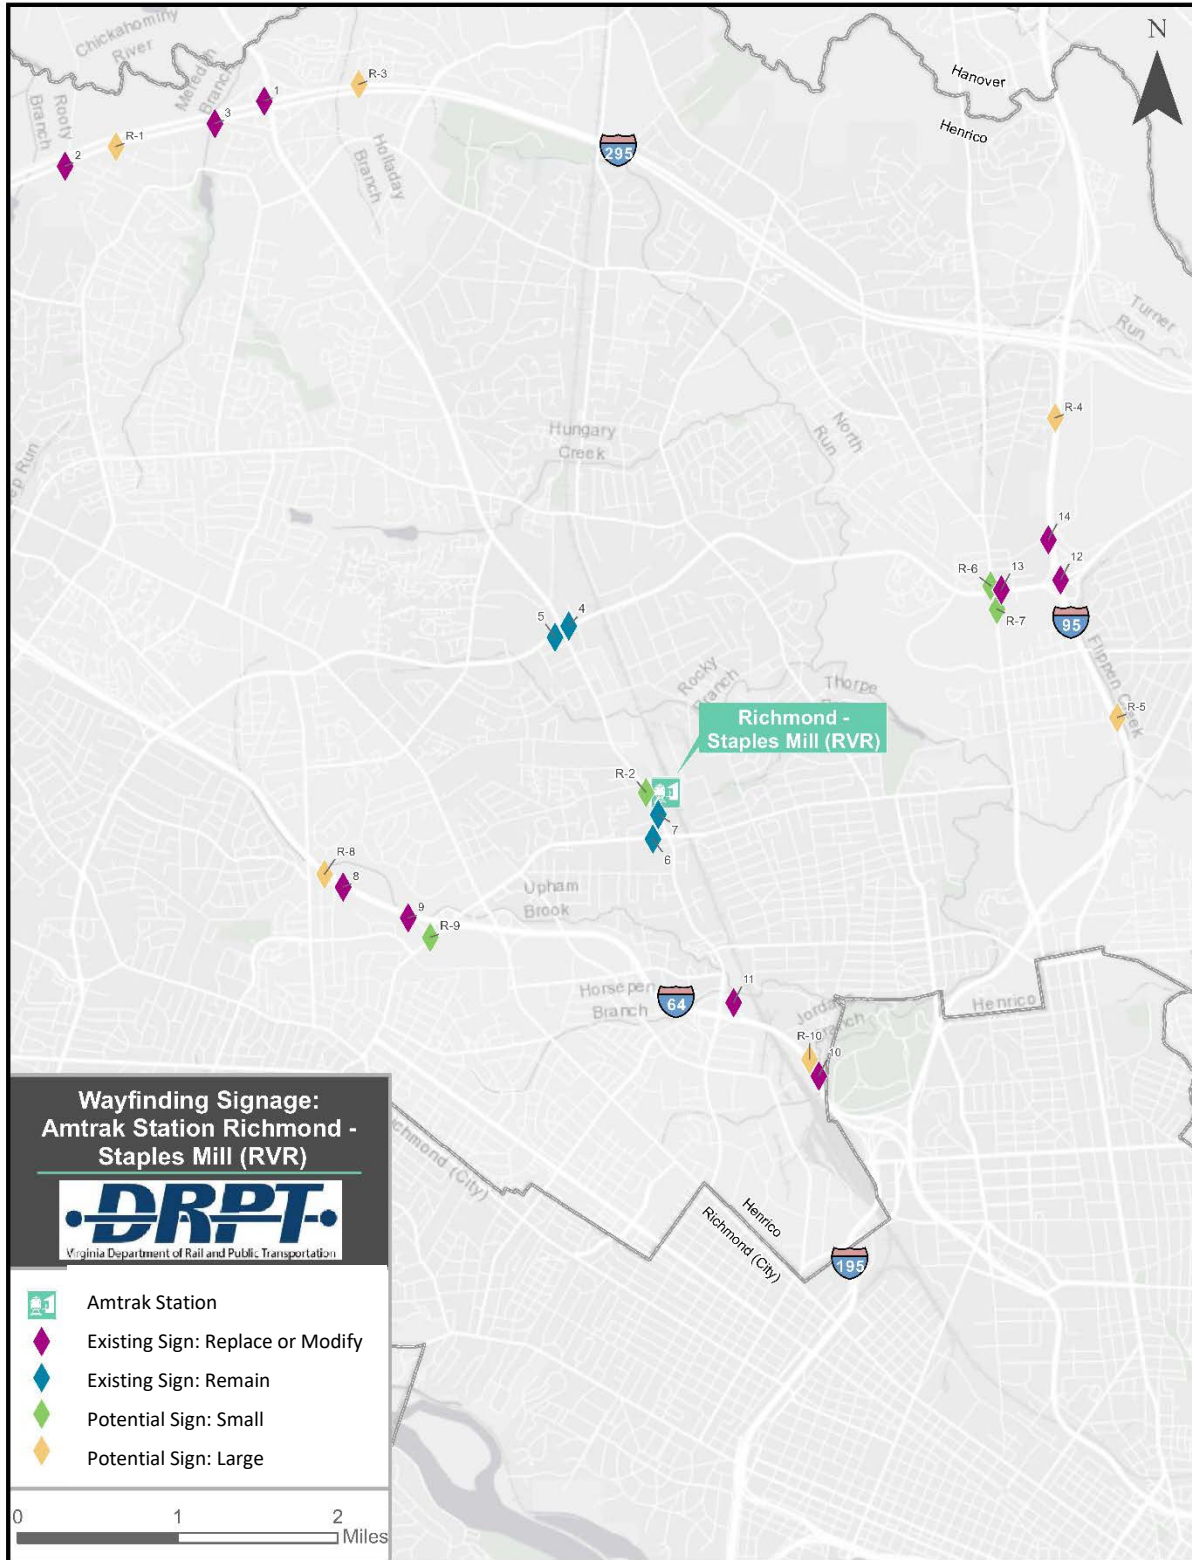 Chickahominy
River
N
Hanover
Henrico
Rooty
Branch
Meredith
Branch
R-3
1
3
R-1
2
Holladay
Branch
295
Turner
Run
R-4
North
Run
Hungary
Creek
14
12
13
R-6
R-7
95
5
4
Rocky
Branch
Thorpe
Flippen Creek
R-5
Richmond -
Staples Mill (RVR)
R-2
7
6
R-8
8
9
R-9
Upham
Brook
Horsepen
Branch
64
11
Henrico
R-10
10
Richmond (City)
Henrico
Richmond (City)
195
Wayfinding Signage:
Amtrak Station Richmond -
Staples Mill (RVR)
DRPT
Virginia Department of Rail and Public Transportation
Amtrak Station
Existing Sign: Replace or Modify
Existing Sign: Remain
Potential Sign: Small
Potential Sign: Large
0 1 2
Miles